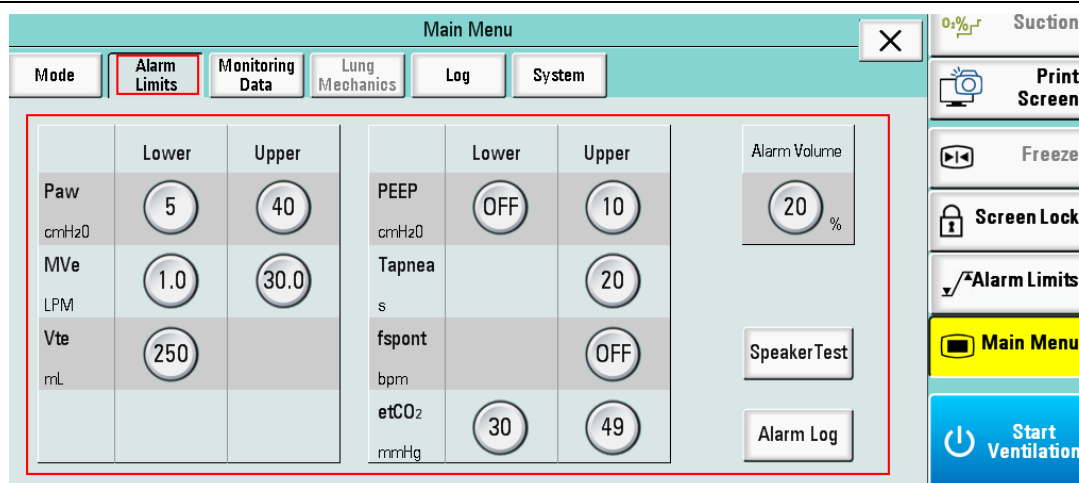 Main Menu
Mode
Alarm
Limits
Monitoring
Data
Lung
Mechanics
Log
System
Lower Upper
Paw
cmH₂O
5 40
MVe
LPM
1.0 30.0
Vte
mL
250
Lower Upper
PEEP
cmH₂O
OFF 10
Tapnea
s
20
fspont
bpm
OFF
etCO₂
mmHg
30 49
Alarm Volume
20 %
SpeakerTest
Alarm Log
O₂% Suction
Print
Screen
Freeze
Screen Lock
Alarm Limits
Main Menu
Start
Ventilation